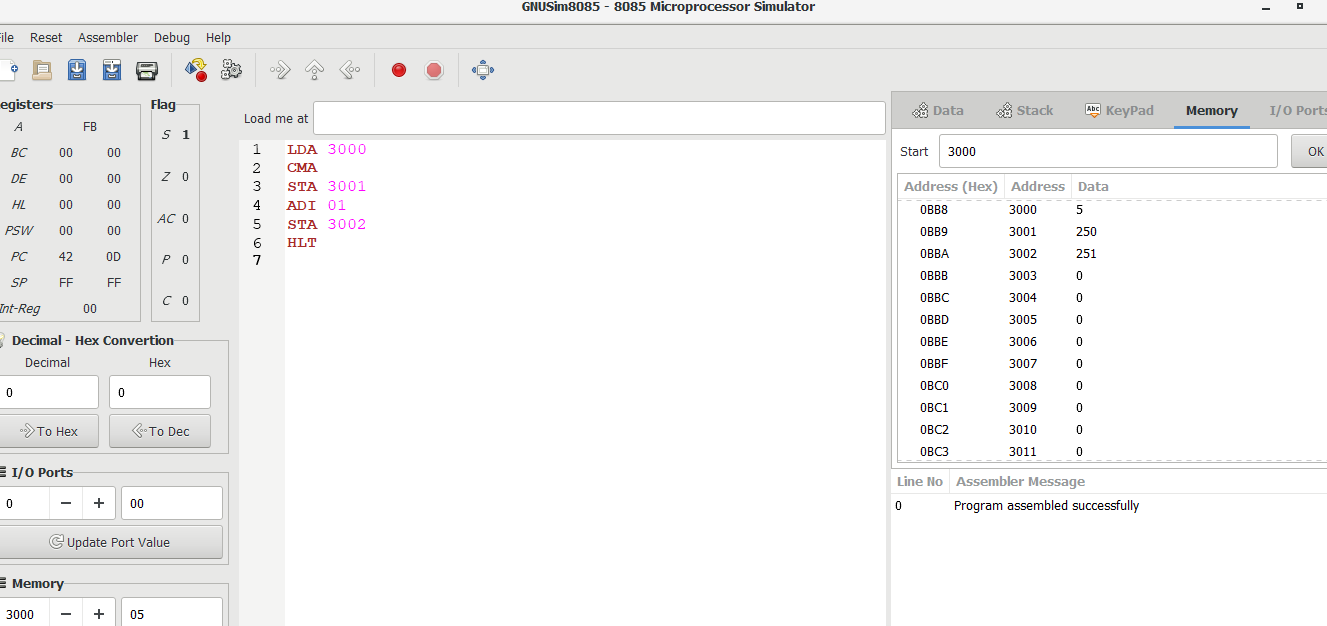 GNUSim8085 - 8085 Microprocessor Simulator
ile Reset Assembler Debug Help
egisters
A FB
BC 00 00
DE 00 00
HL 00 00
PSW 00 00
PC 42 0D
SP FF FF
Int-Reg 00
Flag
S 1
Z 0
AC 0
P 0
C 0
Decimal - Hex Convertion
Decimal Hex
0 0
To Hex To Dec
I/O Ports
0 − + 00
Update Port Value
Memory
3000 − + 05
Load me at
1 LDA 3000
2 CMA
3 STA 3001
4 ADI 01
5 STA 3002
6 HLT
7
Data Stack Abc KeyPad Memory I/O Ports
Start 3000 OK
Address (Hex) Address Data
0BB8 3000 5
0BB9 3001 250
0BBA 3002 251
0BBB 3003 0
0BBC 3004 0
0BBD 3005 0
0BBE 3006 0
0BBF 3007 0
0BC0 3008 0
0BC1 3009 0
0BC2 3010 0
0BC3 3011 0
Line No Assembler Message
0 Program assembled successfully